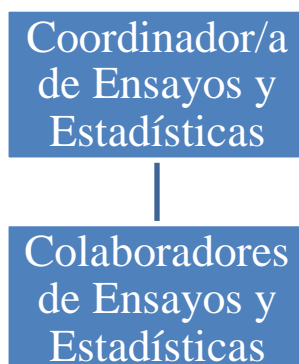 Coordinador/a
de Ensayos y
Estadísticas
Colaboradores
de Ensayos y
Estadísticas